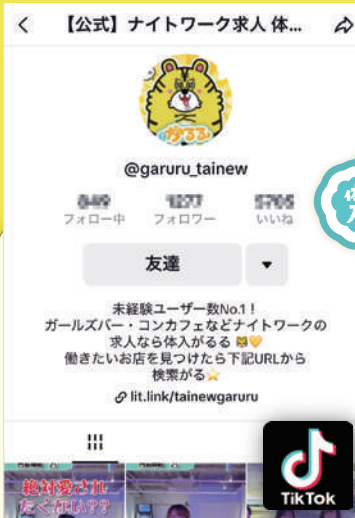 【公式】ナイトワーク求人 体...
がるる
@garuru_tainew
フォロー中
フォロワー
いいね
友達
未経験ユーザー数No.1！
ガールズバー・コンカフェなどナイトワークの
求人なら体入がるる🐯💛
働きたいお店を見つけたら下記URLから
検索がる⭐
lit.link/tainewgaruru
絶対愛され
たくない??
TikTok